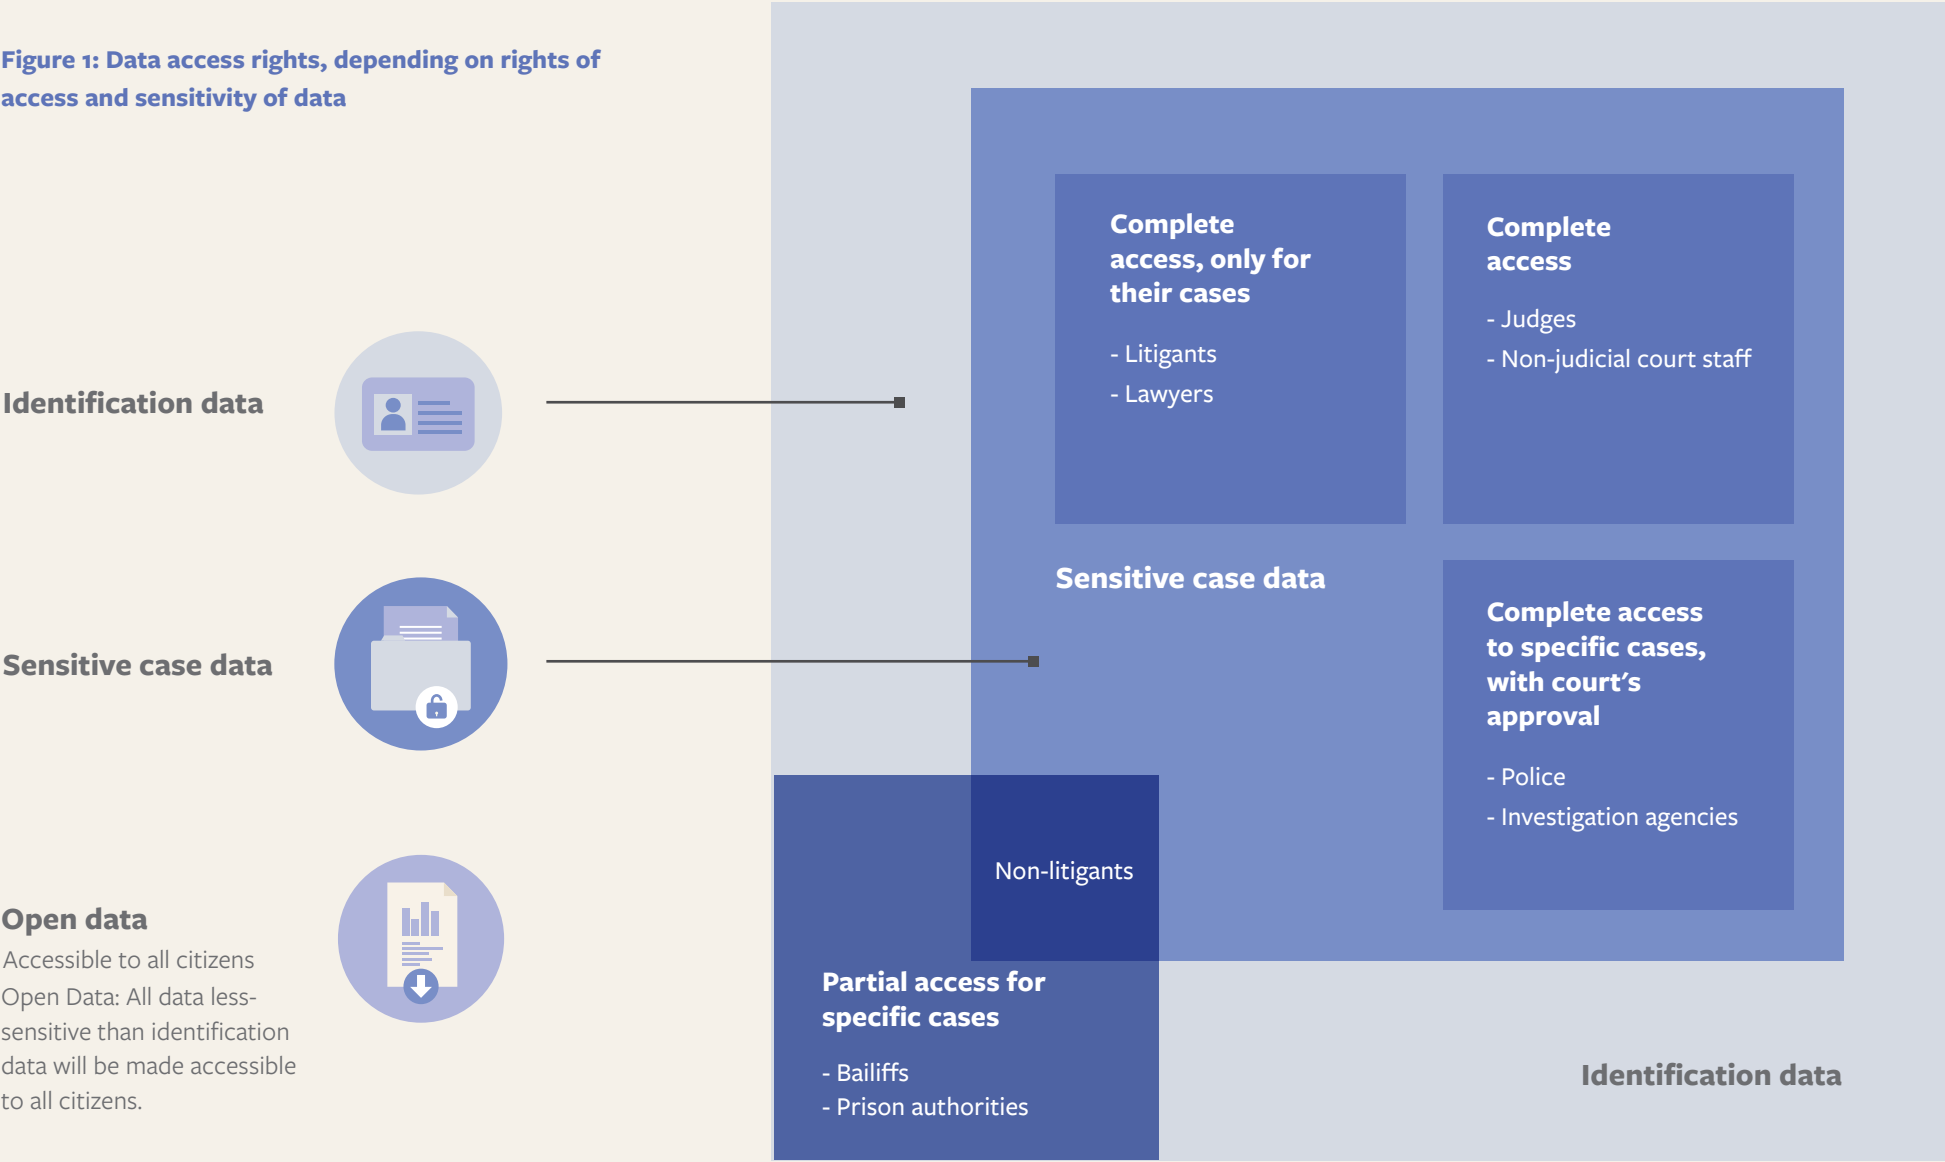 Figure 1: Data access rights, depending on rights of
access and sensitivity of data
Identification data
Sensitive case data
Open data
Accessible to all citizens
Open Data: All data less-
sensitive than identification
data will be made accessible
to all citizens.
Complete
access, only for
their cases
- Litigants
- Lawyers
Complete
access
- Judges
- Non-judicial court staff
Sensitive case data
Complete access
to specific cases,
with court's
approval
- Police
- Investigation agencies
Non-litigants
Partial access for
specific cases
- Bailiffs
- Prison authorities
Identification data